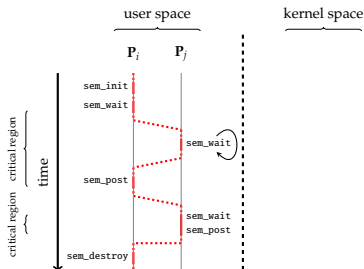 user space
kernel space
P_i
P_j
sem_init
sem_wait
sem_wait
sem_post
sem_wait
sem_post
sem_destroy
time
critical region
critical region